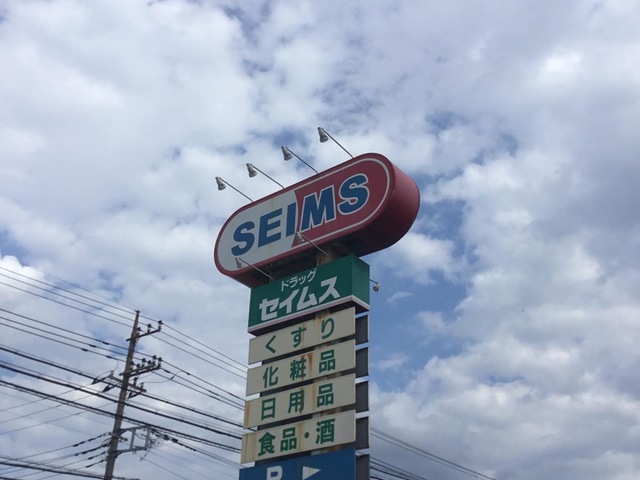 SEIMS
ドラッグ
セイムス
くすり
化粧品
日用品
食品・酒
P